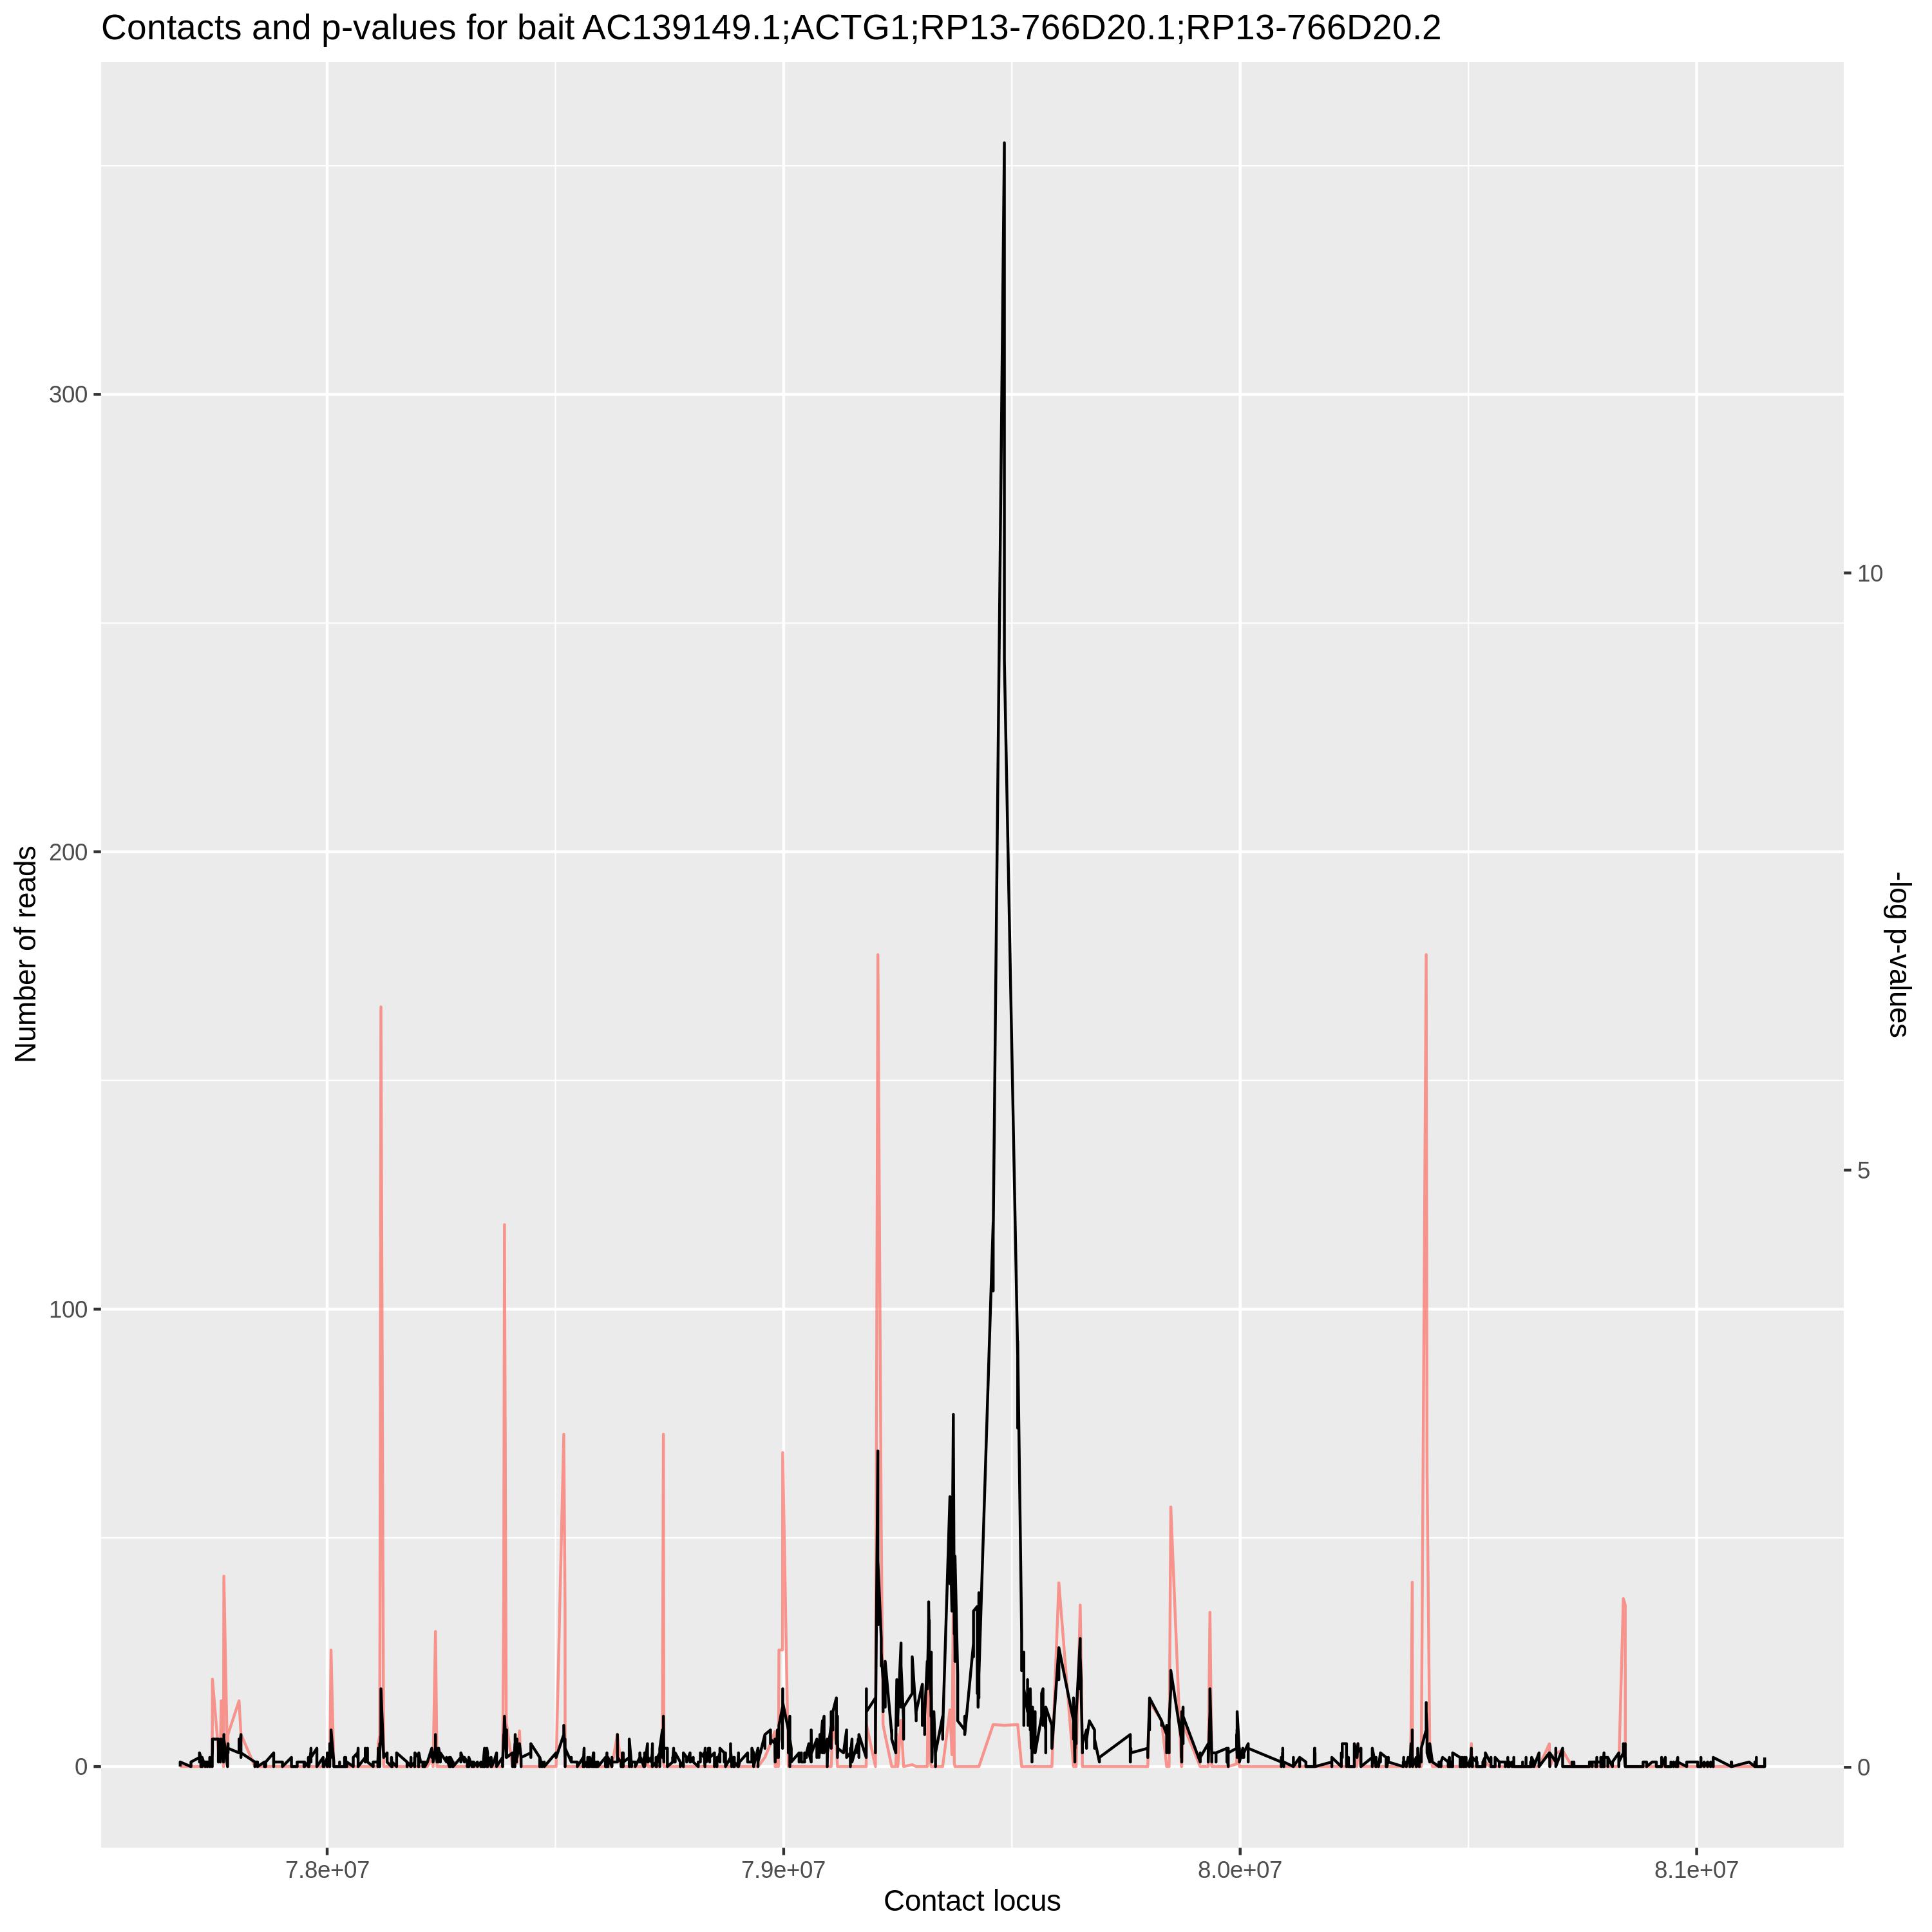 Contacts and p-values for bait AC139149.1;ACTG1;RP13-766D20.1;RP13-766D20.2
300
200
100
0
Number of reads
10
5
0
-log p-values
7.8e+07 7.9e+07 8.0e+07 8.1e+07
Contact locus